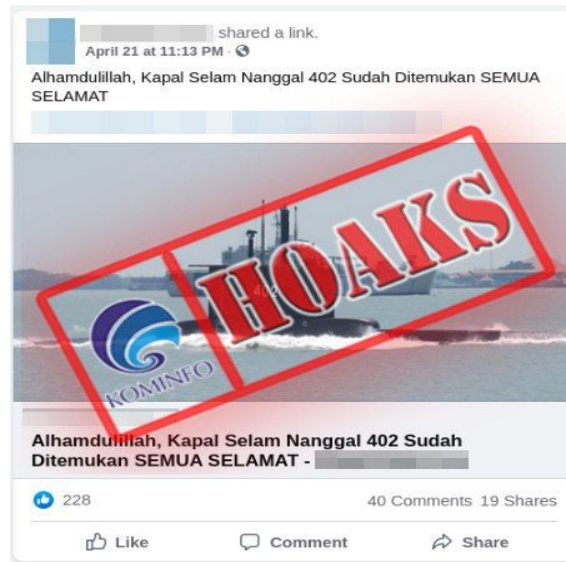 shared a link.
April 21 at 11:13 PM ·
Alhamdulillah, Kapal Selam Nanggal 402 Sudah Ditemukan SEMUA
SELAMAT
402
HOAKS
KOMINFO
Alhamdulillah, Kapal Selam Nanggal 402 Sudah
Ditemukan SEMUA SELAMAT -
228
40 Comments 19 Shares
Like Comment Share